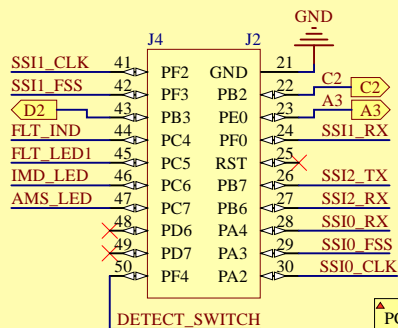 GND
J4 J2
SSI1_CLK 41 PF2 GND 21
SSI1_FSS 42 PF3 PB2 22 C2 C2
D2 43 PB3 PE0 23 A3 A3
FLT_IND 44 PC4 PF0 24 SSI1_RX
FLT_LED1 45 PC5 RST 25
IMD_LED 46 PC6 PB7 26 SSI2_TX
AMS_LED 47 PC7 PB6 27 SSI2_RX
48 PD6 PA4 28 SSI0_RX
49 PD7 PA3 29 SSI0_FSS
50 PF4 PA2 30 SSI0_CLK
DETECT_SWITCH